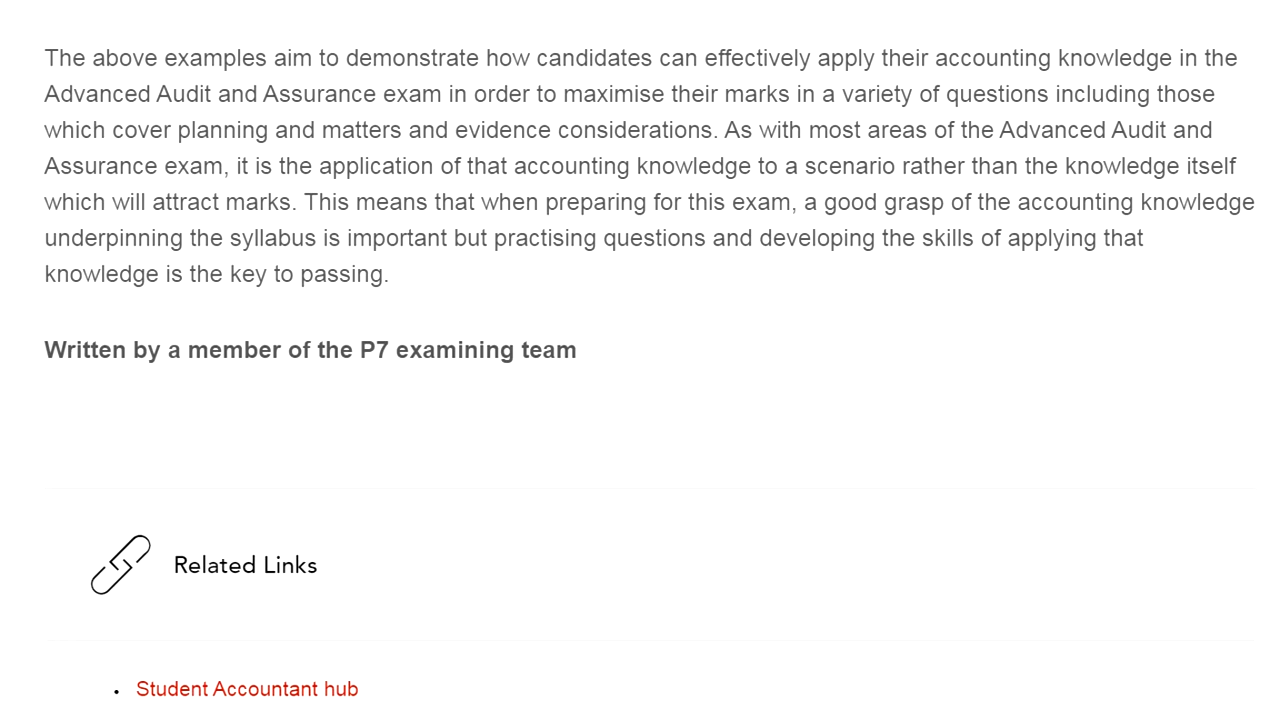 The above examples aim to demonstrate how candidates can effectively apply their accounting knowledge in the
Advanced Audit and Assurance exam in order to maximise their marks in a variety of questions including those
which cover planning and matters and evidence considerations. As with most areas of the Advanced Audit and
Assurance exam, it is the application of that accounting knowledge to a scenario rather than the knowledge itself
which will attract marks. This means that when preparing for this exam, a good grasp of the accounting knowledge
underpinning the syllabus is important but practising questions and developing the skills of applying that
knowledge is the key to passing.
Written by a member of the P7 examining team
Related Links
• Student Accountant hub